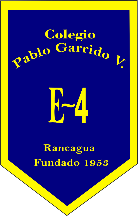 Colegio
Pablo Garrido V.
E-4
Rancagua
Fundado 1953